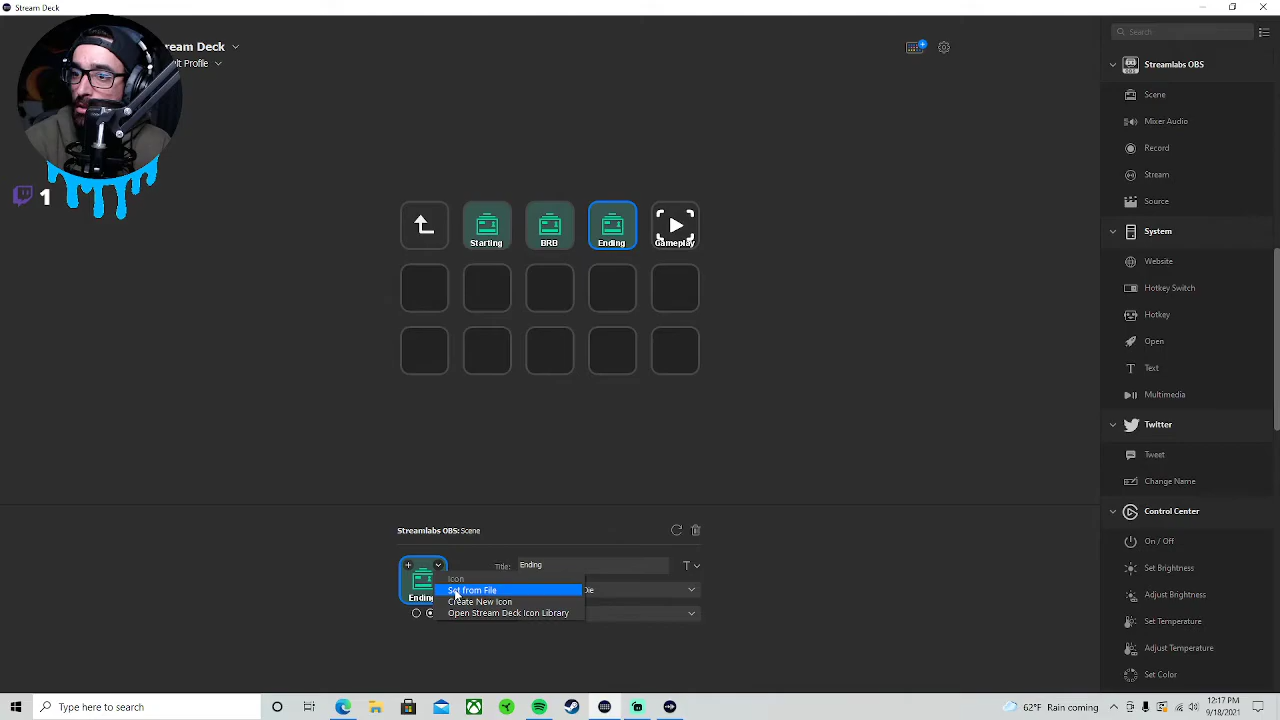 Stream Deck
ream Deck
lt Profile
1
Starting
BRB
Ending
Gameplay
Streamlabs OBS: Scene
Title:
Ending
Ending
Icon
Set from File
Create New Icon
Open Stream Deck Icon Library
Search
Streamlabs OBS
Scene
Mixer Audio
Record
Stream
Source
System
Website
Hotkey Switch
Hotkey
Open
Text
Multimedia
Twitter
Tweet
Change Name
Control Center
On / Off
Set Brightness
Adjust Brightness
Set Temperature
Adjust Temperature
Set Color
Type here to search
62°F Raining coming
12:17 PM
9/18/2021